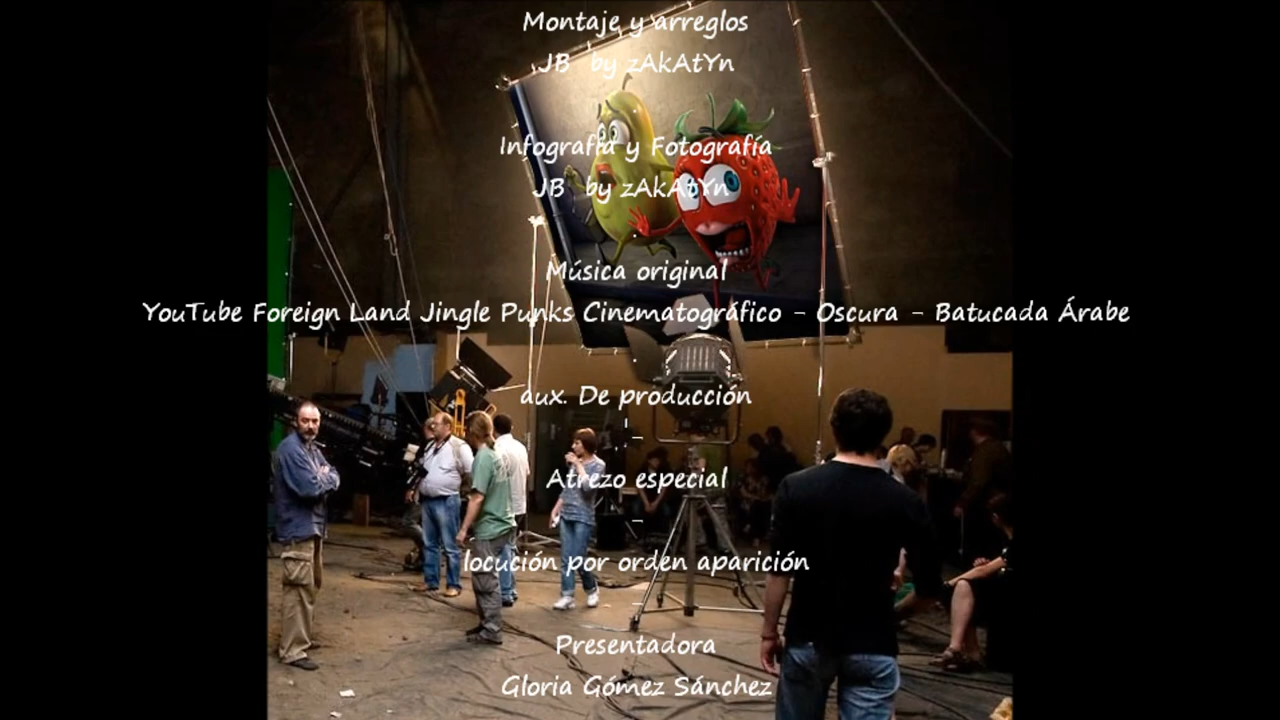 Montaje y arreglos
JB by zAkAtYn
Infografía y Fotografía
JB by zAkAtYn
.
Música original
YouTube Foreign Land Jingle Punks Cinematográfico - Oscura - Batucada Árabe
.
aux. De producción
-
Atrezo especial
-
locución por orden aparición
-
Presentadora
Gloria Gómez Sánchez